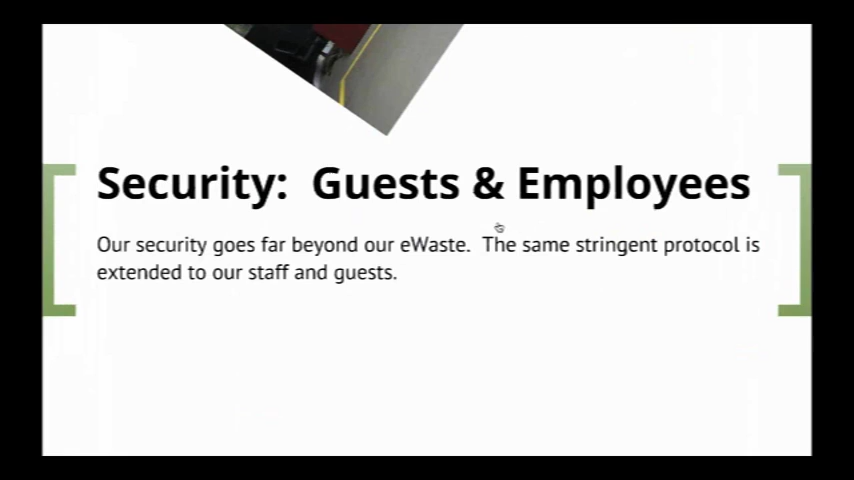 Security:  Guests & Employees
Our security goes far beyond our eWaste.  The same stringent protocol is
extended to our staff and guests.